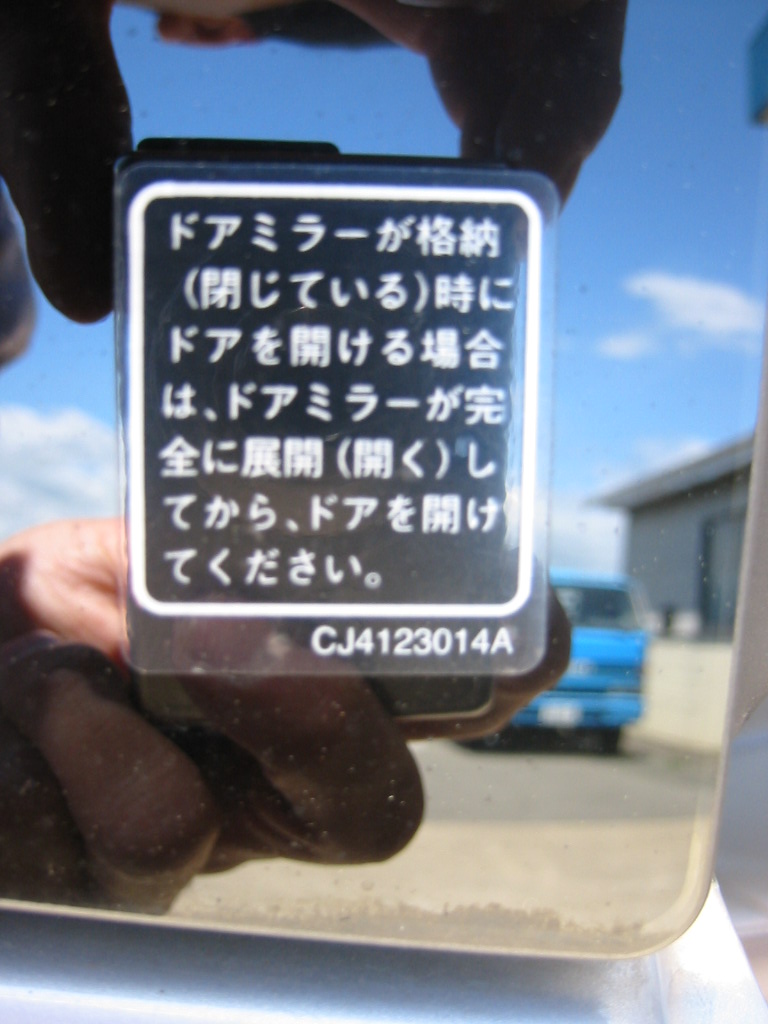 ドアミラーが格納
(閉じている)時に
ドアを開ける場合
は、ドアミラーが完
全に展開(開く)し
てから、ドアを開け
てください。
CJ4123014A